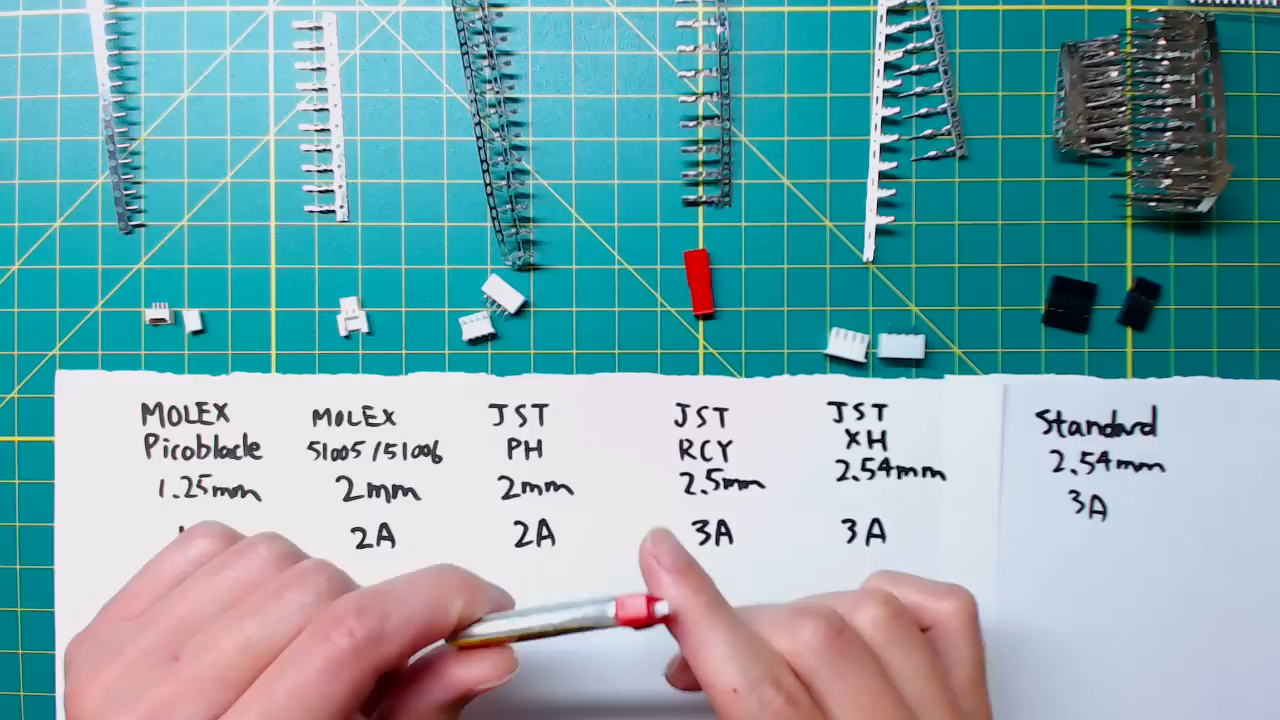 MOLEX
Picoblade
1.25mm
MOLEX
51005/51006
2mm
2A
JST
PH
2mm
2A
JST
RCY
2.5mm
3A
JST
XH
2.54mm
3A
Standard
2.54mm
3A